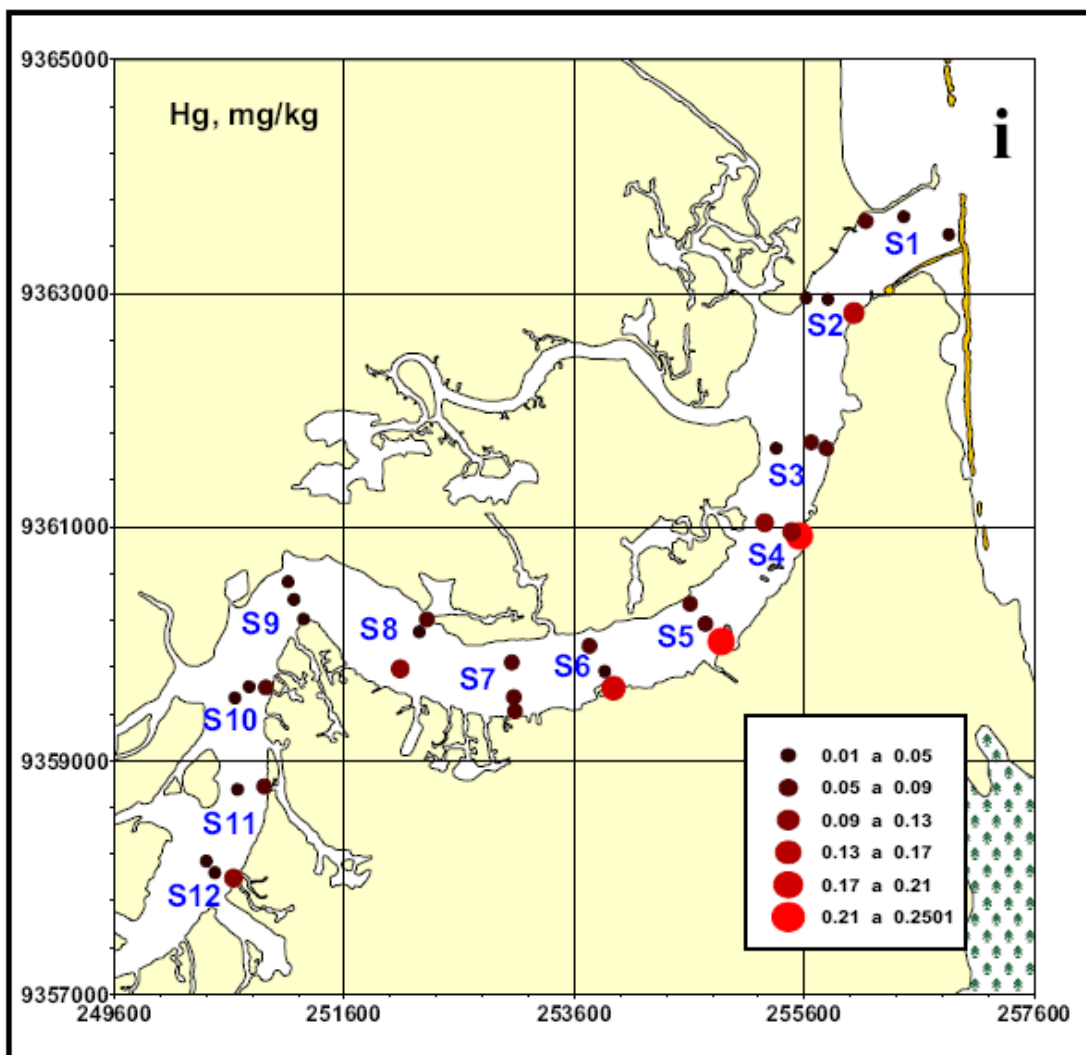 9365000
Hg, mg/kg
i
S1
9363000
S2
S3
9361000
S4
S5
S6
S7
S8
S9
S10
9359000
S11
S12
0.01 a 0.05
0.05 a 0.09
0.09 a 0.13
0.13 a 0.17
0.17 a 0.21
0.21 a 0.2501
9357000
249600 251600 253600 255600 257600